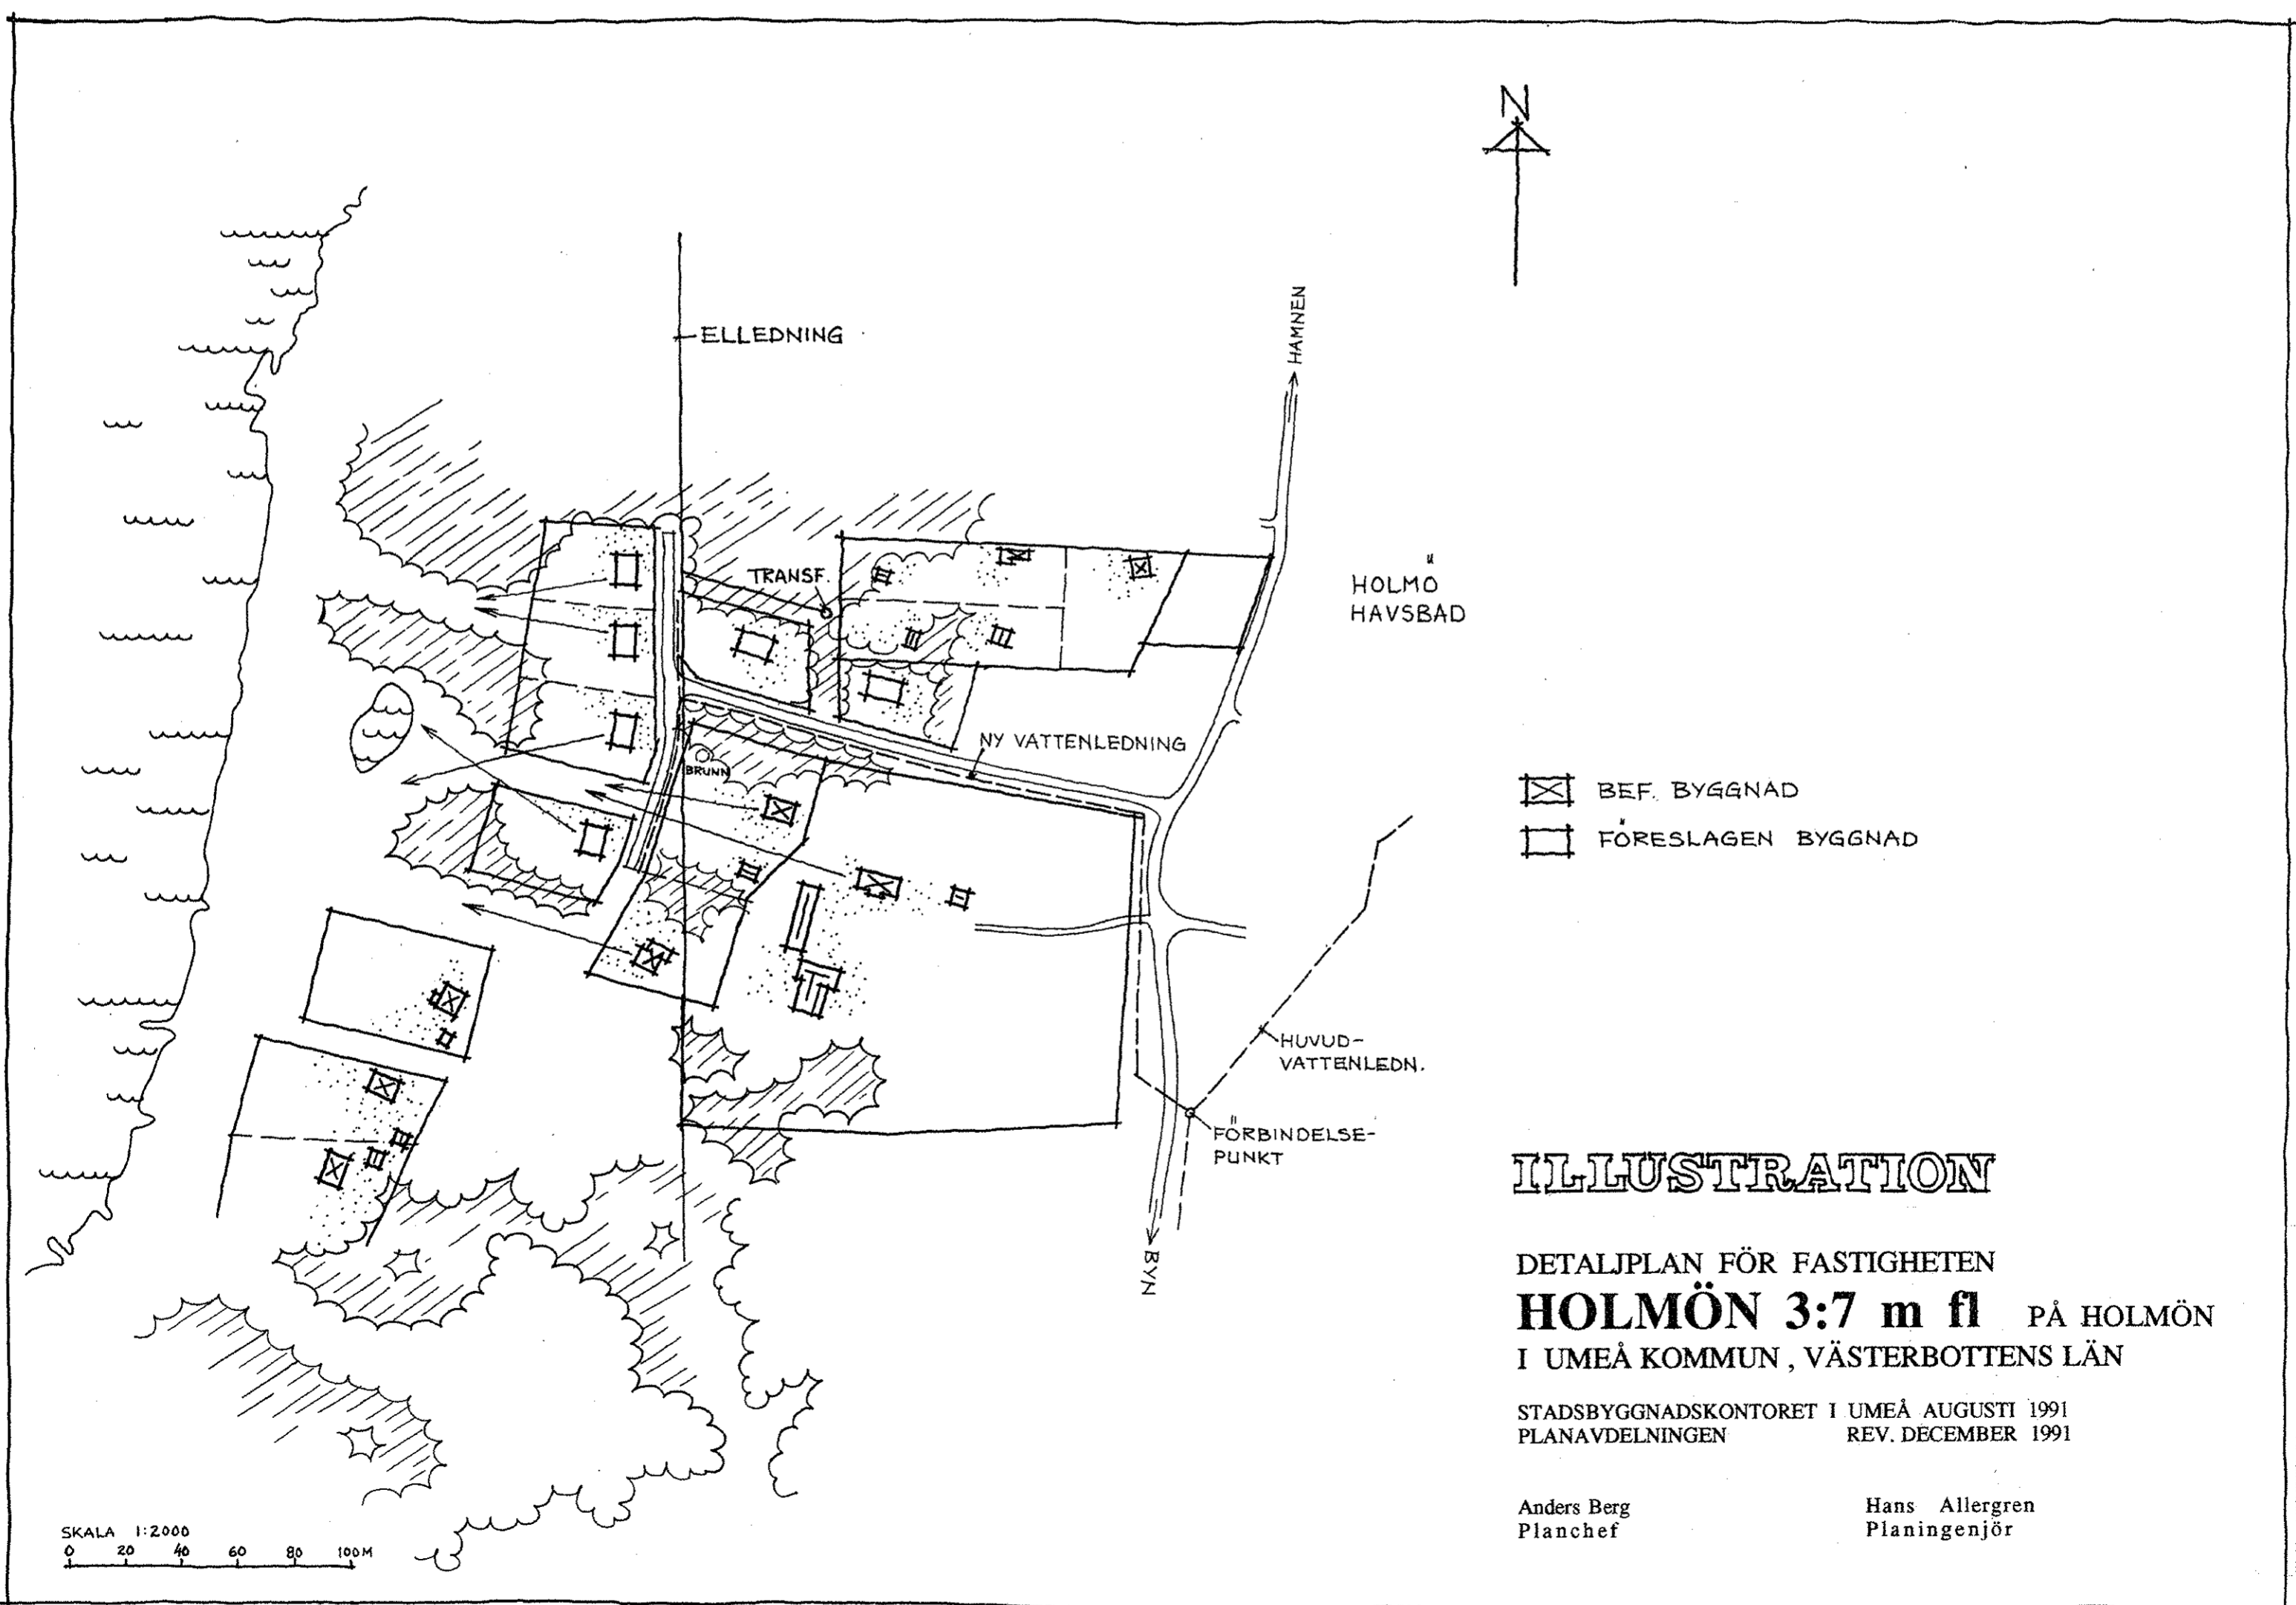 N
HAMNEN
ELLEDNING
TRANSF.
HOLMÖ
HAVSBAD
NY VATTENLEDNING
BRUNN
BEF. BYGGNAD
FÖRESLAGEN BYGGNAD
HUVUD-
VATTENLEDN.
FÖRBINDELSE-
PUNKT
BYN
ILLUSTRATION
DETALJPLAN FÖR FASTIGHETEN
HOLMÖN 3:7 m fl PÅ HOLMÖN
I UMEÅ KOMMUN, VÄSTERBOTTENS LÄN
STADSBYGGNADSKONTORET I UMEÅ AUGUSTI 1991
PLANAVDELNINGEN REV. DECEMBER 1991
Anders Berg Hans Allergren
Planchef Planingenjör
SKALA 1:2000
0 20 40 60 80 100M